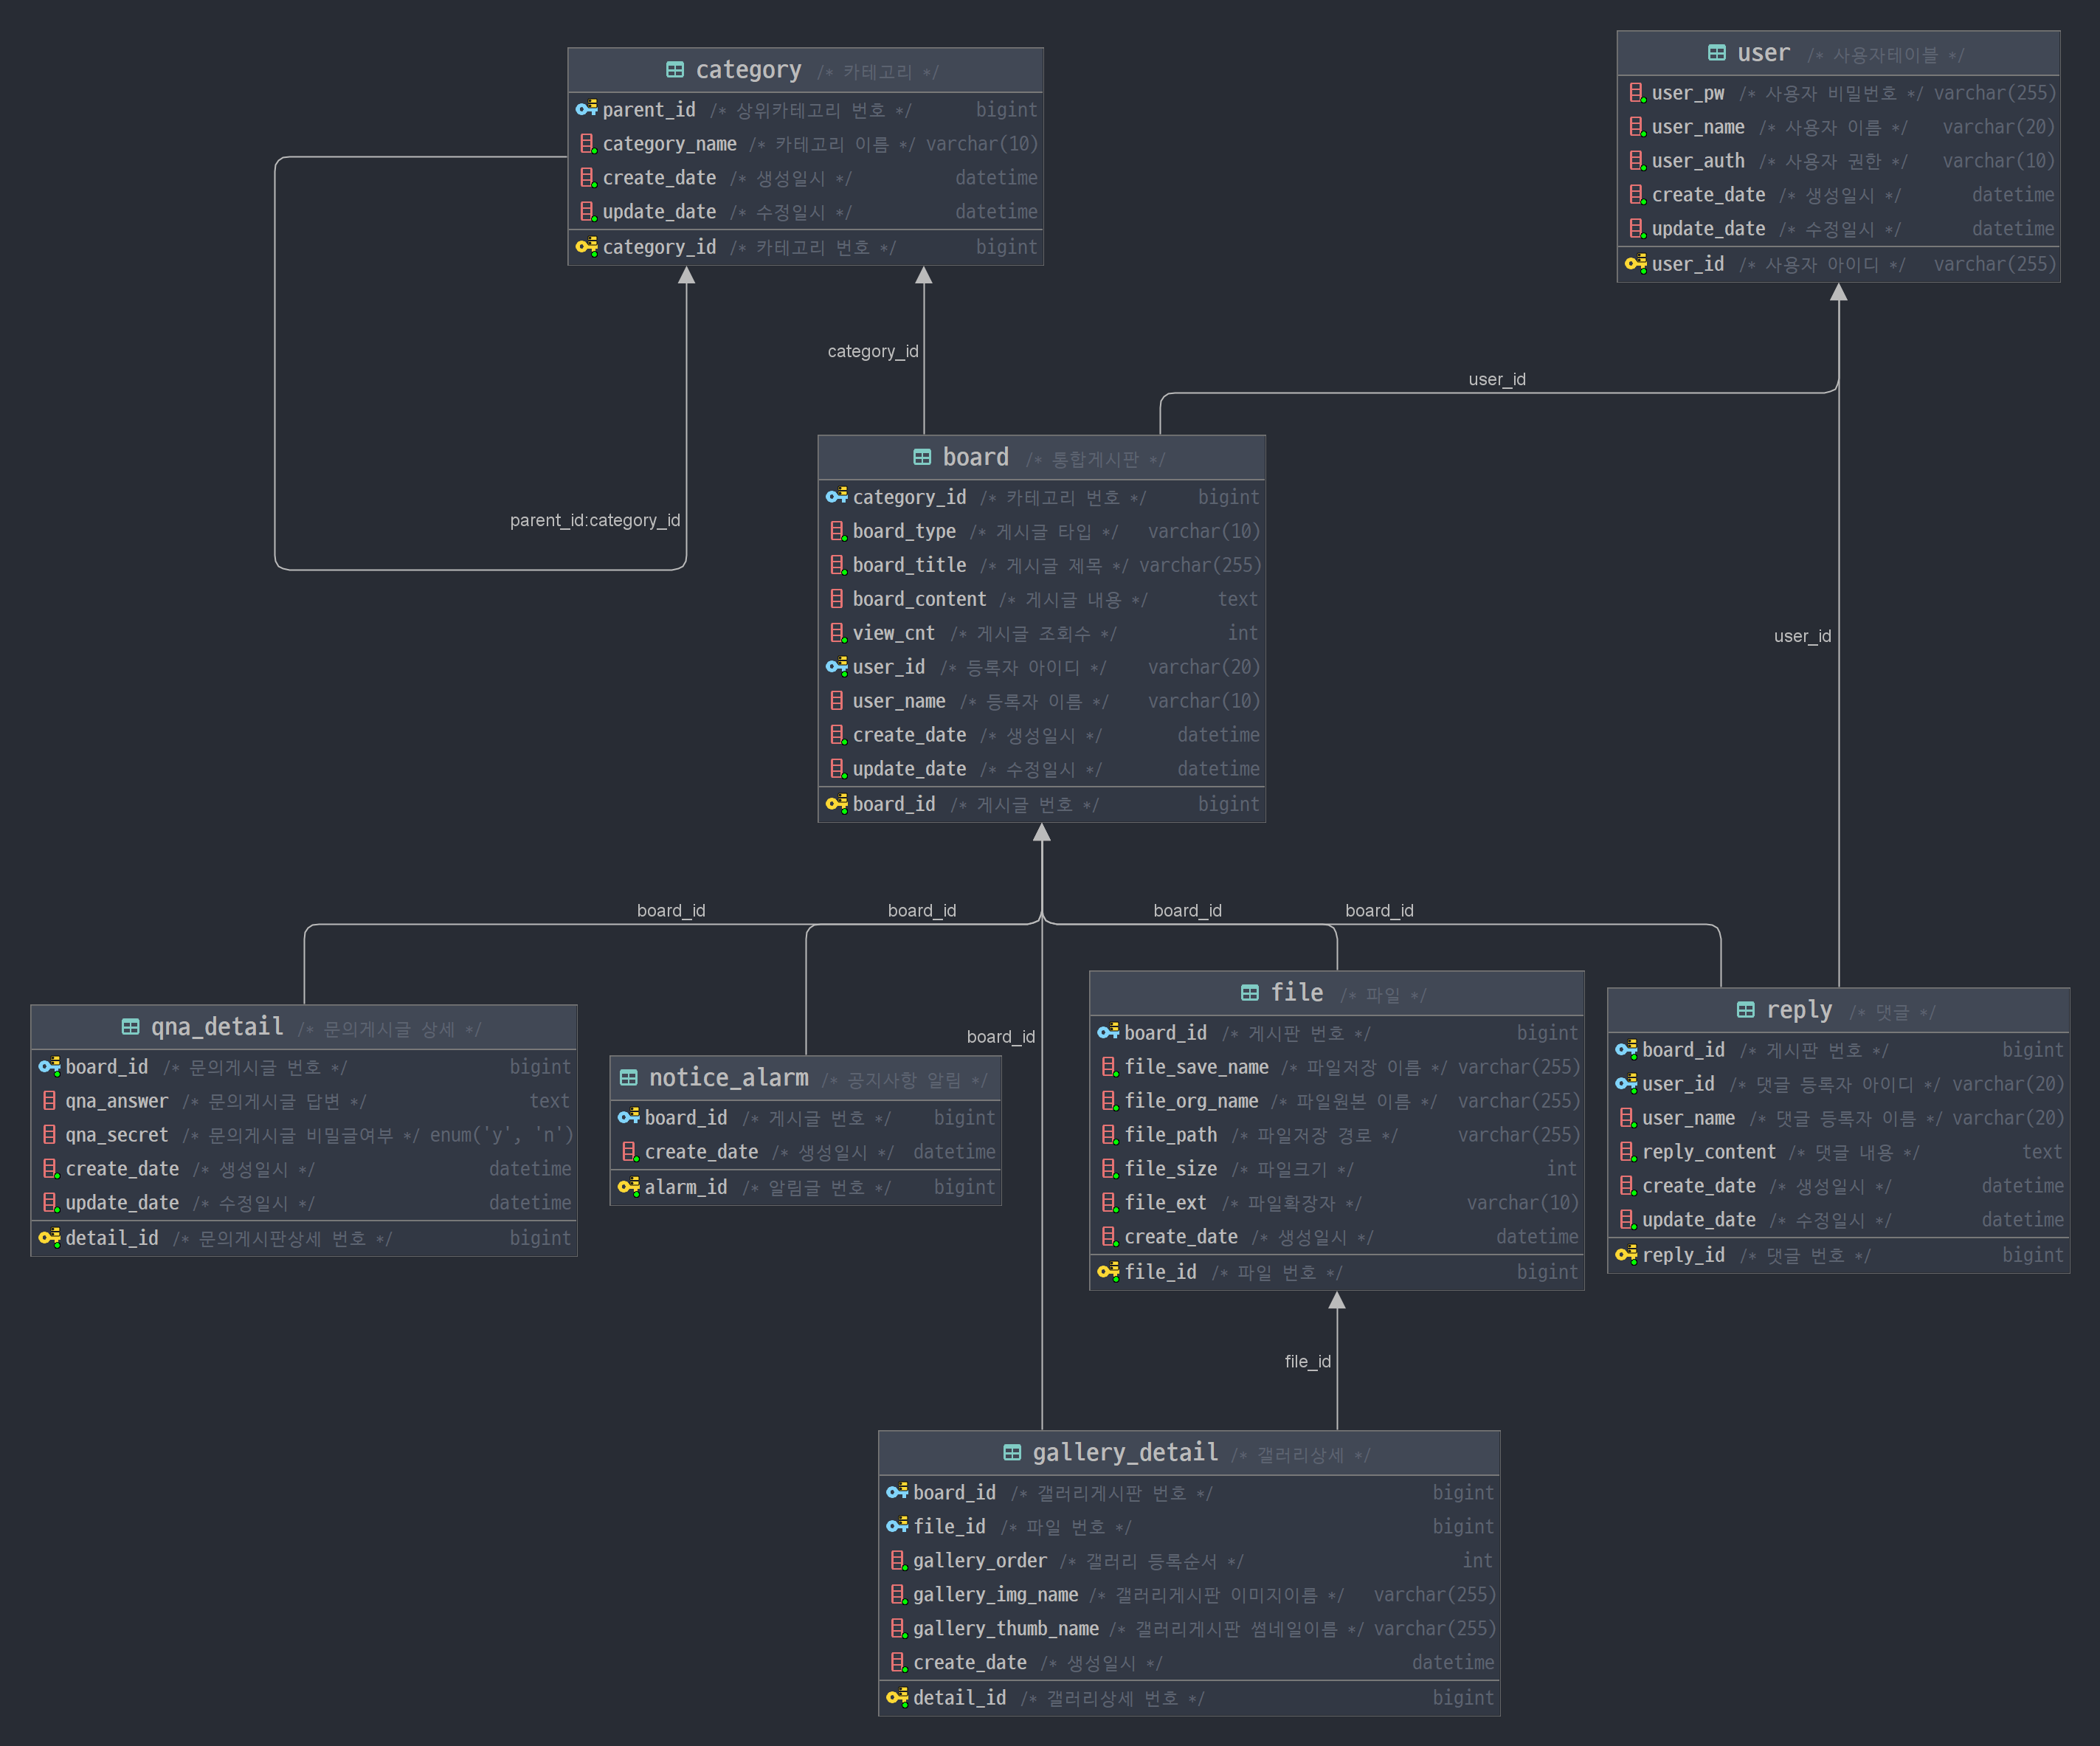 category /* 카테고리 */
parent_id /* 상위카테고리 번호 */ bigint
category_name /* 카테고리 이름 */ varchar(10)
create_date /* 생성일시 */ datetime
update_date /* 수정일시 */ datetime
category_id /* 카테고리 번호 */ bigint
user /* 사용자테이블 */
user_pw /* 사용자 비밀번호 */ varchar(255)
user_name /* 사용자 이름 */ varchar(20)
user_auth /* 사용자 권한 */ varchar(10)
create_date /* 생성일시 */ datetime
update_date /* 수정일시 */ datetime
user_id /* 사용자 아이디 */ varchar(255)
category_id
user_id
parent_id:category_id
user_id
board /* 통합게시판 */
category_id /* 카테고리 번호 */ bigint
board_type /* 게시글 타입 */ varchar(10)
board_title /* 게시글 제목 */ varchar(255)
board_content /* 게시글 내용 */ text
view_cnt /* 게시글 조회수 */ int
user_id /* 등록자 아이디 */ varchar(20)
user_name /* 등록자 이름 */ varchar(10)
create_date /* 생성일시 */ datetime
update_date /* 수정일시 */ datetime
board_id /* 게시글 번호 */ bigint
board_id
board_id
board_id
board_id
board_id
qna_detail /* 문의게시글 상세 */
board_id /* 문의게시글 번호 */ bigint
qna_answer /* 문의게시글 답변 */ text
qna_secret /* 문의게시글 비밀글여부 */ enum('y', 'n')
create_date /* 생성일시 */ datetime
update_date /* 수정일시 */ datetime
detail_id /* 문의게시판상세 번호 */ bigint
notice_alarm /* 공지사항 알림 */
board_id /* 게시글 번호 */ bigint
create_date /* 생성일시 */ datetime
alarm_id /* 알림글 번호 */ bigint
file /* 파일 */
board_id /* 게시판 번호 */ bigint
file_save_name /* 파일저장 이름 */ varchar(255)
file_org_name /* 파일원본 이름 */ varchar(255)
file_path /* 파일저장 경로 */ varchar(255)
file_size /* 파일크기 */ int
file_ext /* 파일확장자 */ varchar(10)
create_date /* 생성일시 */ datetime
file_id /* 파일 번호 */ bigint
reply /* 댓글 */
board_id /* 게시판 번호 */ bigint
user_id /* 댓글 등록자 아이디 */ varchar(20)
user_name /* 댓글 등록자 이름 */ varchar(20)
reply_content /* 댓글 내용 */ text
create_date /* 생성일시 */ datetime
update_date /* 수정일시 */ datetime
reply_id /* 댓글 번호 */ bigint
file_id
gallery_detail /* 갤러리상세 */
board_id /* 갤러리게시판 번호 */ bigint
file_id /* 파일 번호 */ bigint
gallery_order /* 갤러리 등록순서 */ int
gallery_img_name /* 갤러리게시판 이미지이름 */ varchar(255)
gallery_thumb_name /* 갤러리게시판 썸네일이름 */ varchar(255)
create_date /* 생성일시 */ datetime
detail_id /* 갤러리상세 번호 */ bigint